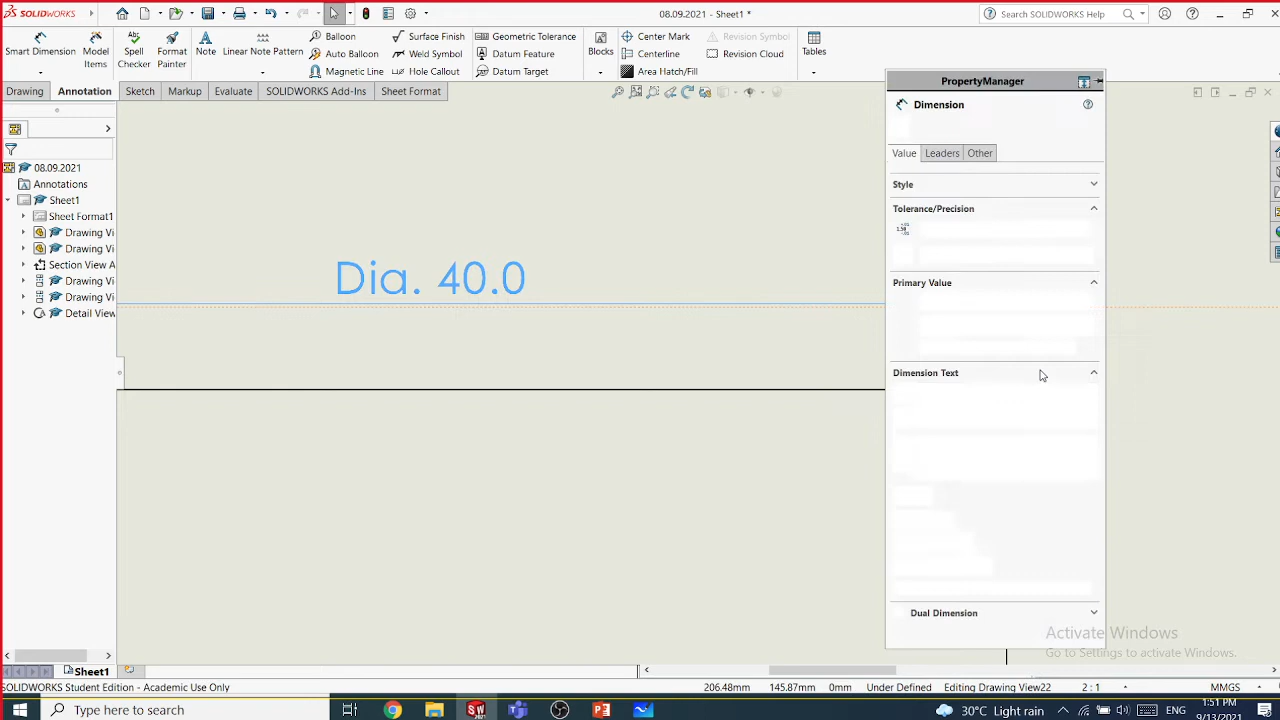 SOLIDWORKS
08.09.2021 - Sheet1 *
Search SOLIDWORKS Help
Smart Dimension
Model Items
Spell Checker
Format Painter
Note
Linear Note Pattern
Balloon
Auto Balloon
Magnetic Line
Surface Finish
Weld Symbol
Hole Callout
Geometric Tolerance
Datum Feature
Datum Target
Blocks
Center Mark
Centerline
Area Hatch/Fill
Revision Symbol
Revision Cloud
Tables
Drawing
Annotation
Sketch
Markup
Evaluate
SOLIDWORKS Add-Ins
Sheet Format
PropertyManager
Dimension
Value
Leaders
Other
Style
Tolerance/Precision
Primary Value
Dimension Text
Dual Dimension
08.09.2021
Annotations
Sheet1
Sheet Format1
Drawing Vi
Drawing Vi
Section View A
Drawing Vi
Drawing Vi
Detail View
Dia. 40.0
Activate Windows
Go to Settings to activate Windows.
Sheet1
SOLIDWORKS Student Edition - Academic Use Only
206.48mm
145.87mm
0mm
Under Defined
Editing Drawing View22
2 : 1
MMGS
Type here to search
30°C Light rain
ENG
1:51 PM